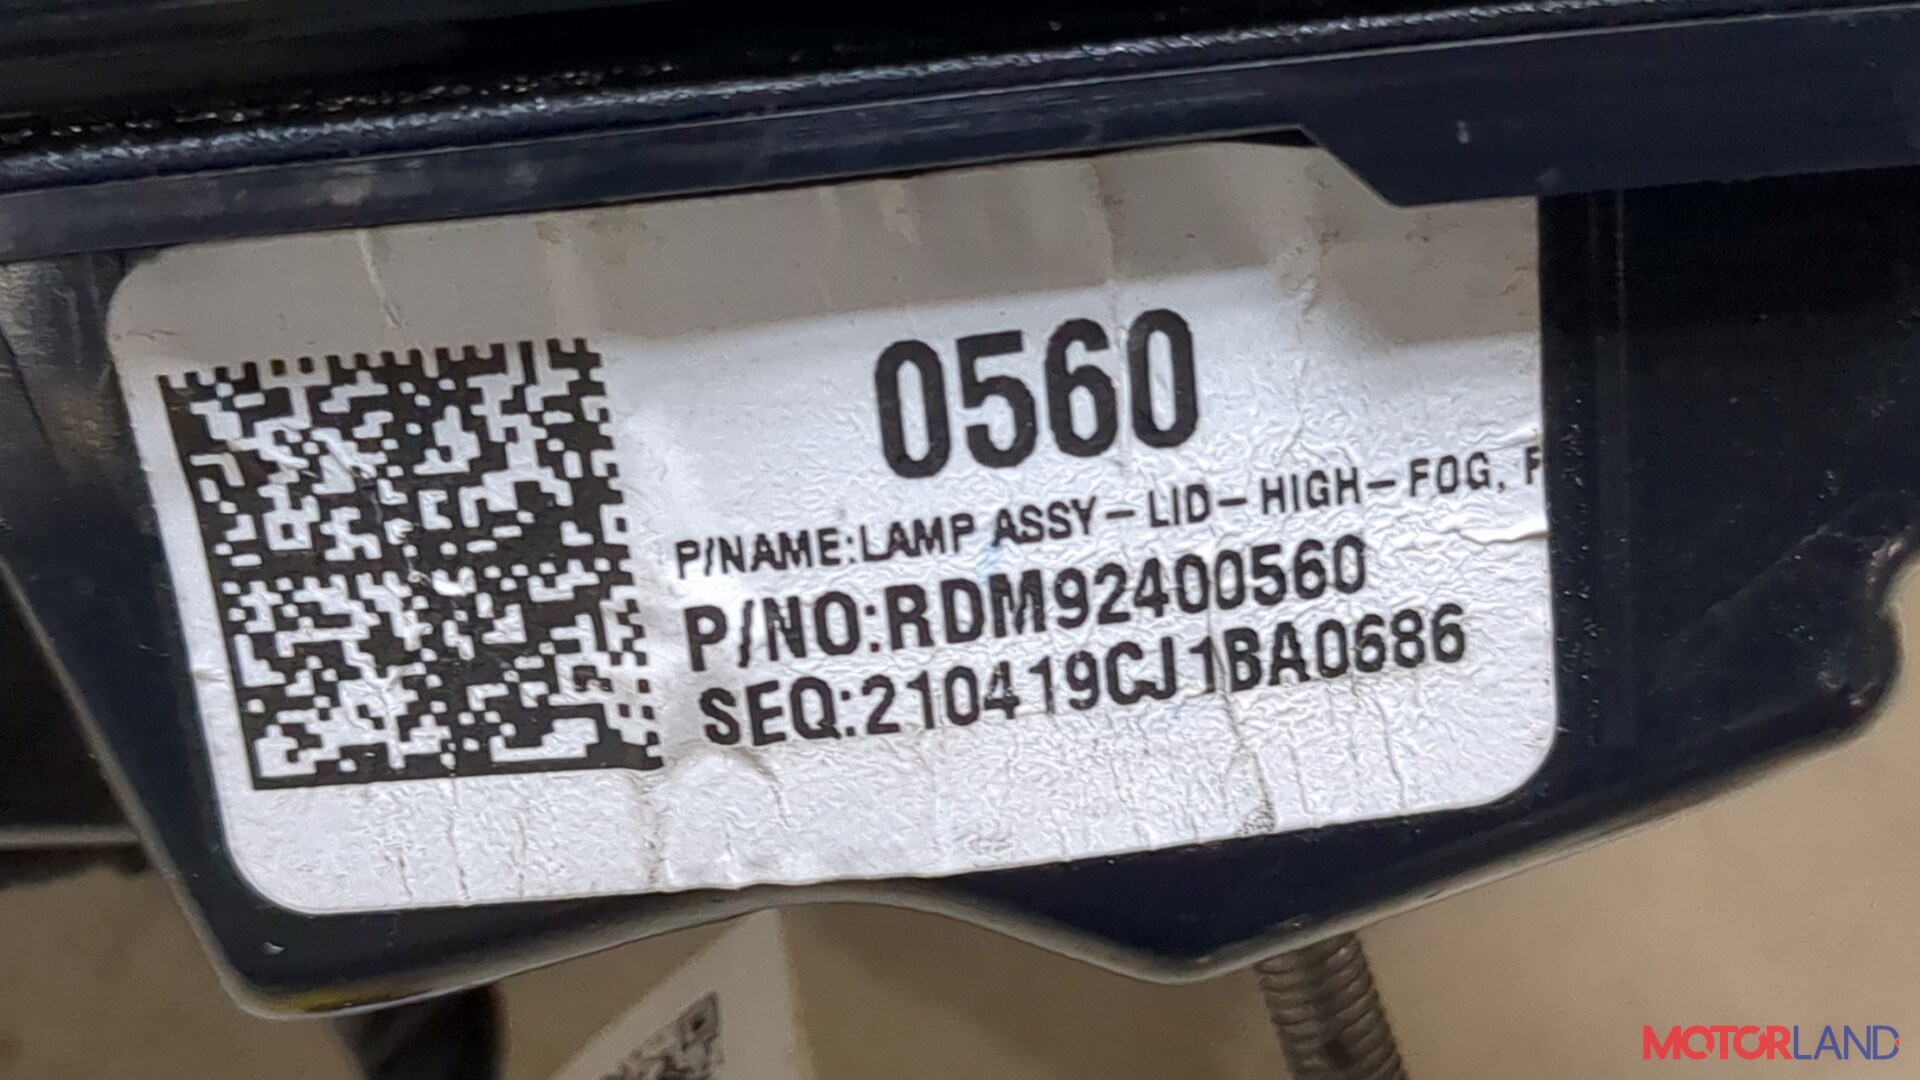 0560
P/NAME:LAMP ASSY-LID-HIGH-FOG,
P/NO:RDM92400560
SEQ:210419CJ1BA0686
MOTORLAND